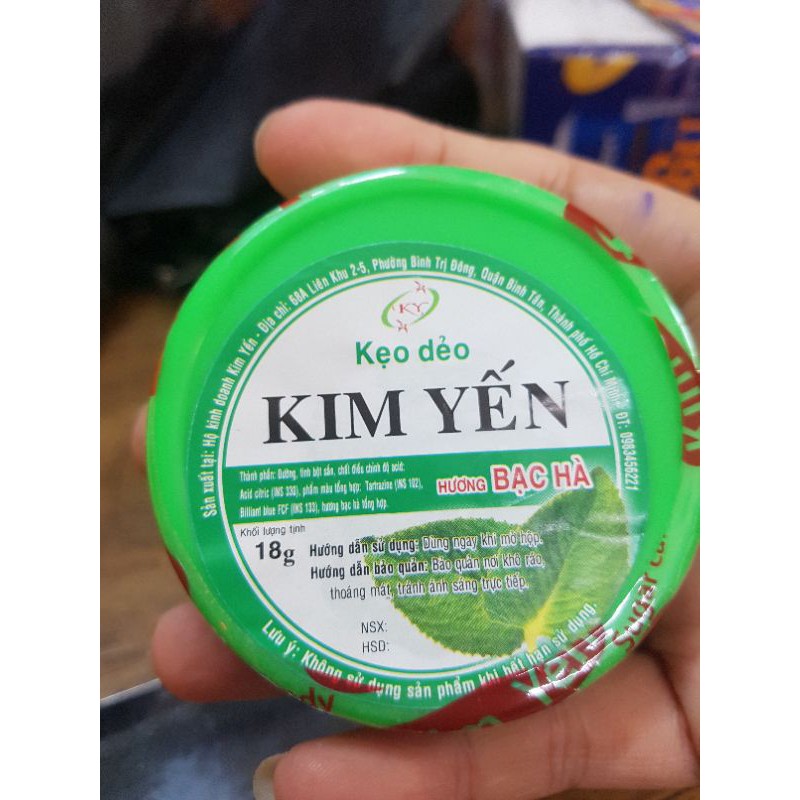 Sản xuất tại: Hộ kinh doanh Kim Yến - Địa chỉ: 68A Liên Khu 2-5, Phường Bình Trị Đông, Quận Bình Tân, Thành phố Hồ Chí Minh - ĐT: 0983456221
KY
Kẹo dẻo
KIM YẾN
Thành phần: Đường, tinh bột sắn, chất điều chỉnh độ acid:
Acid citric (INS 330), phẩm màu tổng hợp: Tartrazine (INS 102),
Billiant blue FCF (INS 133), hương bạc hà tổng hợp.
HƯƠNG BẠC HÀ
Khối lượng tịnh
18g
Hướng dẫn sử dụng: Dùng ngay khi mở hộp.
Hướng dẫn bảo quản: Bảo quản nơi khô ráo,
thoáng mát, tránh ánh sáng trực tiếp.
NSX:
HSD:
Lưu ý: Không sử dụng sản phẩm khi hết hạn sử dụng.
Sugar